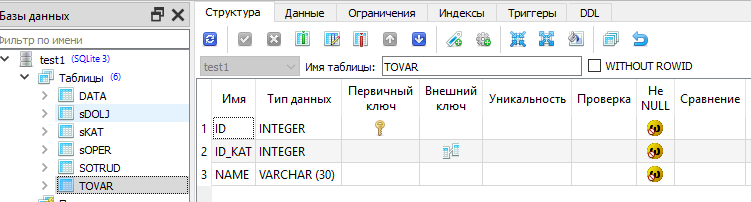 Базы данных
Фильтр по имени
test1 (SQLite 3)
Таблицы (6)
DATA
sDOLJ
sKAT
sOPER
SOTRUD
TOVAR
Структура Данные Ограничения Индексы Триггеры DDL
test1 Имя таблицы: TOVAR WITHOUT ROWID
Имя Тип данных Первичный ключ Внешний ключ Уникальность Проверка Не NULL Сравнение
1 ID INTEGER
2 ID_KAT INTEGER
3 NAME VARCHAR (30)